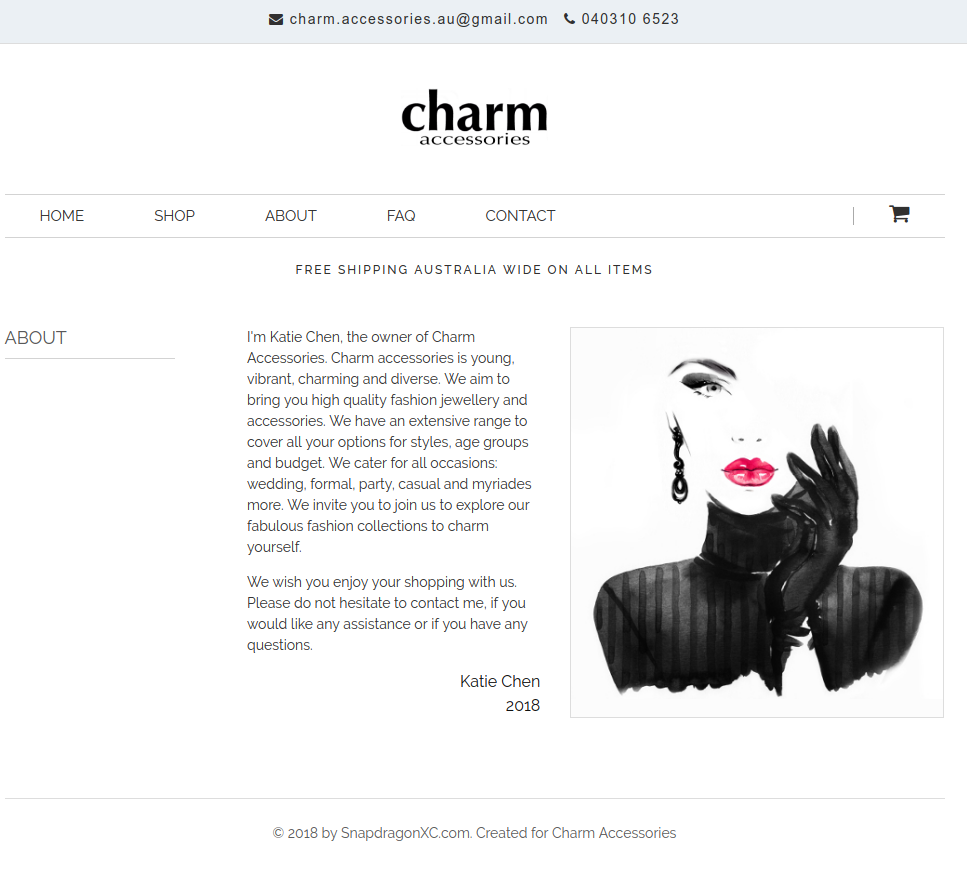 charm.accessories.au@gmail.com 040310 6523
charm
accessories
HOME SHOP ABOUT FAQ CONTACT
FREE SHIPPING AUSTRALIA WIDE ON ALL ITEMS
ABOUT
I'm Katie Chen, the owner of Charm
Accessories. Charm accessories is young,
vibrant, charming and diverse. We aim to
bring you high quality fashion jewellery and
accessories. We have an extensive range to
cover all your options for styles, age groups
and budget. We cater for all occasions:
wedding, formal, party, casual and myriades
more. We invite you to join us to explore our
fabulous fashion collections to charm
yourself.
We wish you enjoy your shopping with us.
Please do not hesitate to contact me, if you
would like any assistance or if you have any
questions.
Katie Chen
2018
© 2018 by SnapdragonXC.com. Created for Charm Accessories